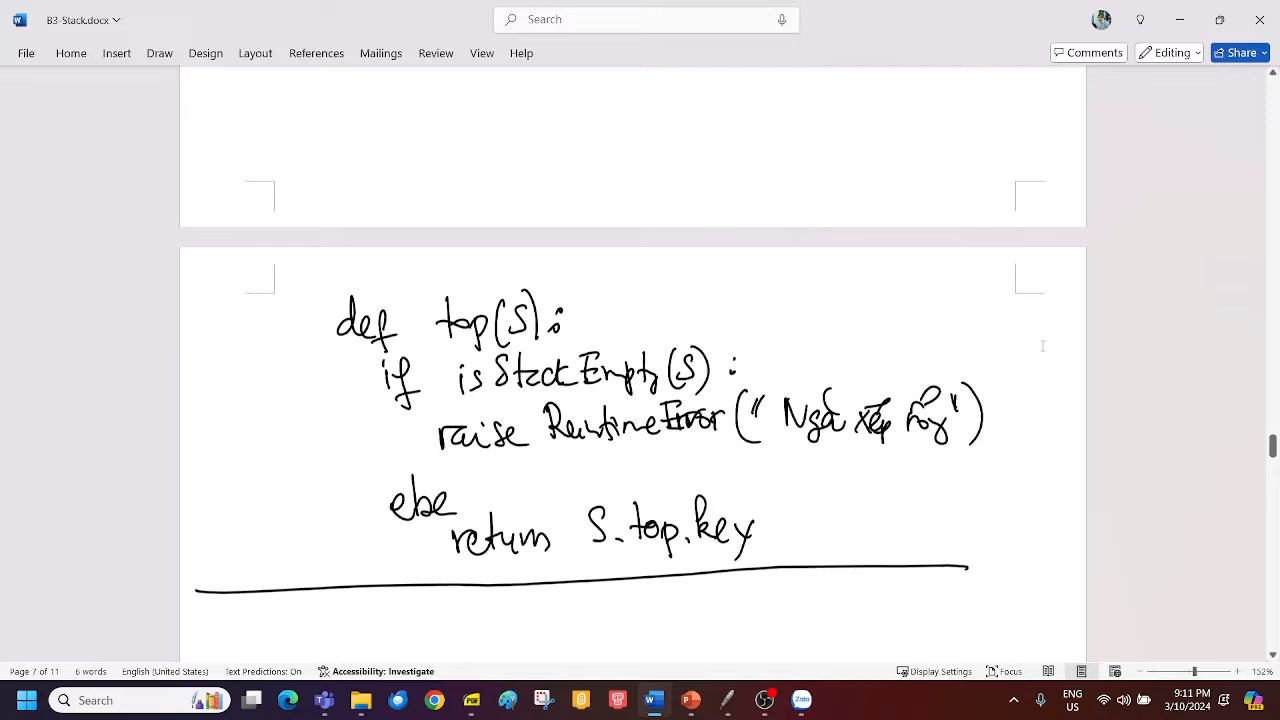 B3-Stack.docx
Search
File Home Insert Draw Design Layout References Mailings Review View Help
Comments Editing Share
def top(S):
if isStackEmpty(S):
raise RuntimeError("Ngăn xếp rỗng")
else
return S.top.key
Page 7 of 11 6 words English (United States) Text Predictions: On Accessibility: Investigate Display Settings Focus 152%
Search
Zalo
ENG
US
9:11 PM
3/10/2024